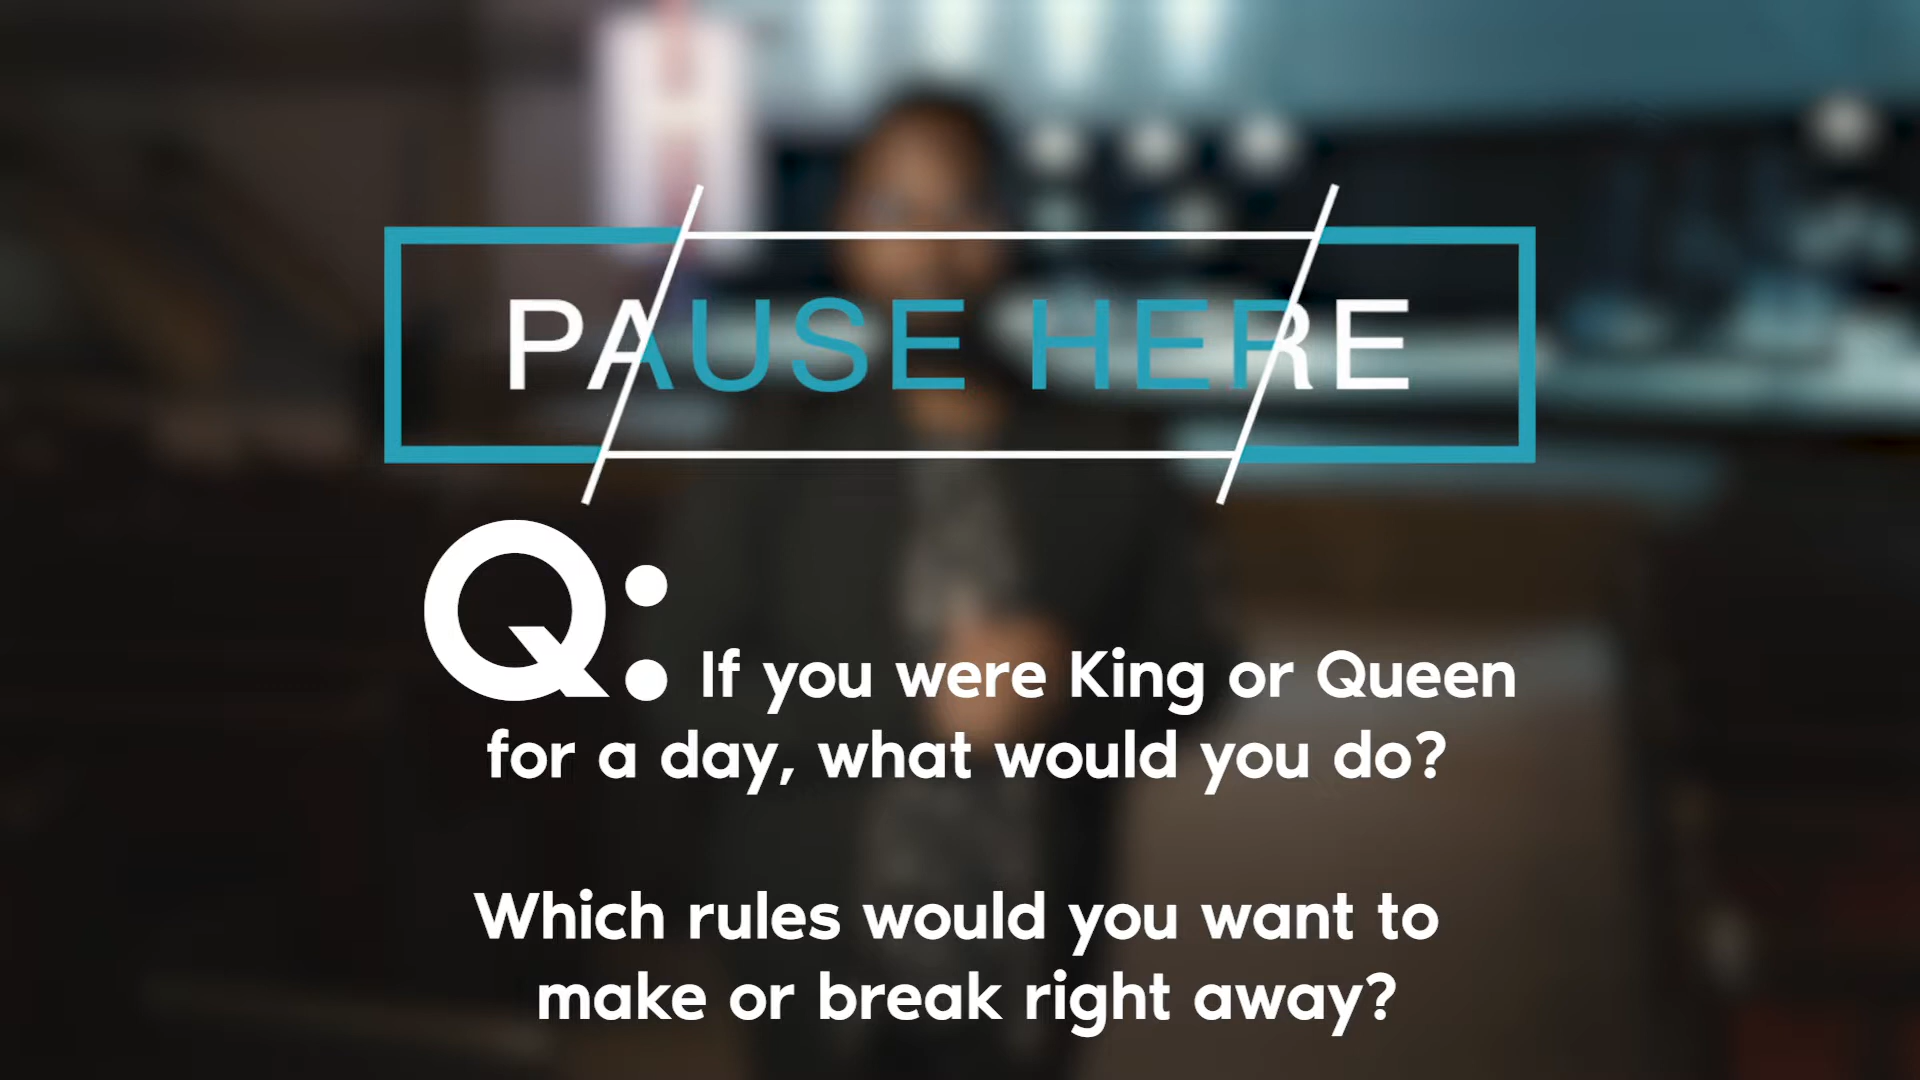 PAUSE HERE
Q: If you were King or Queen
for a day, what would you do?
Which rules would you want to
make or break right away?